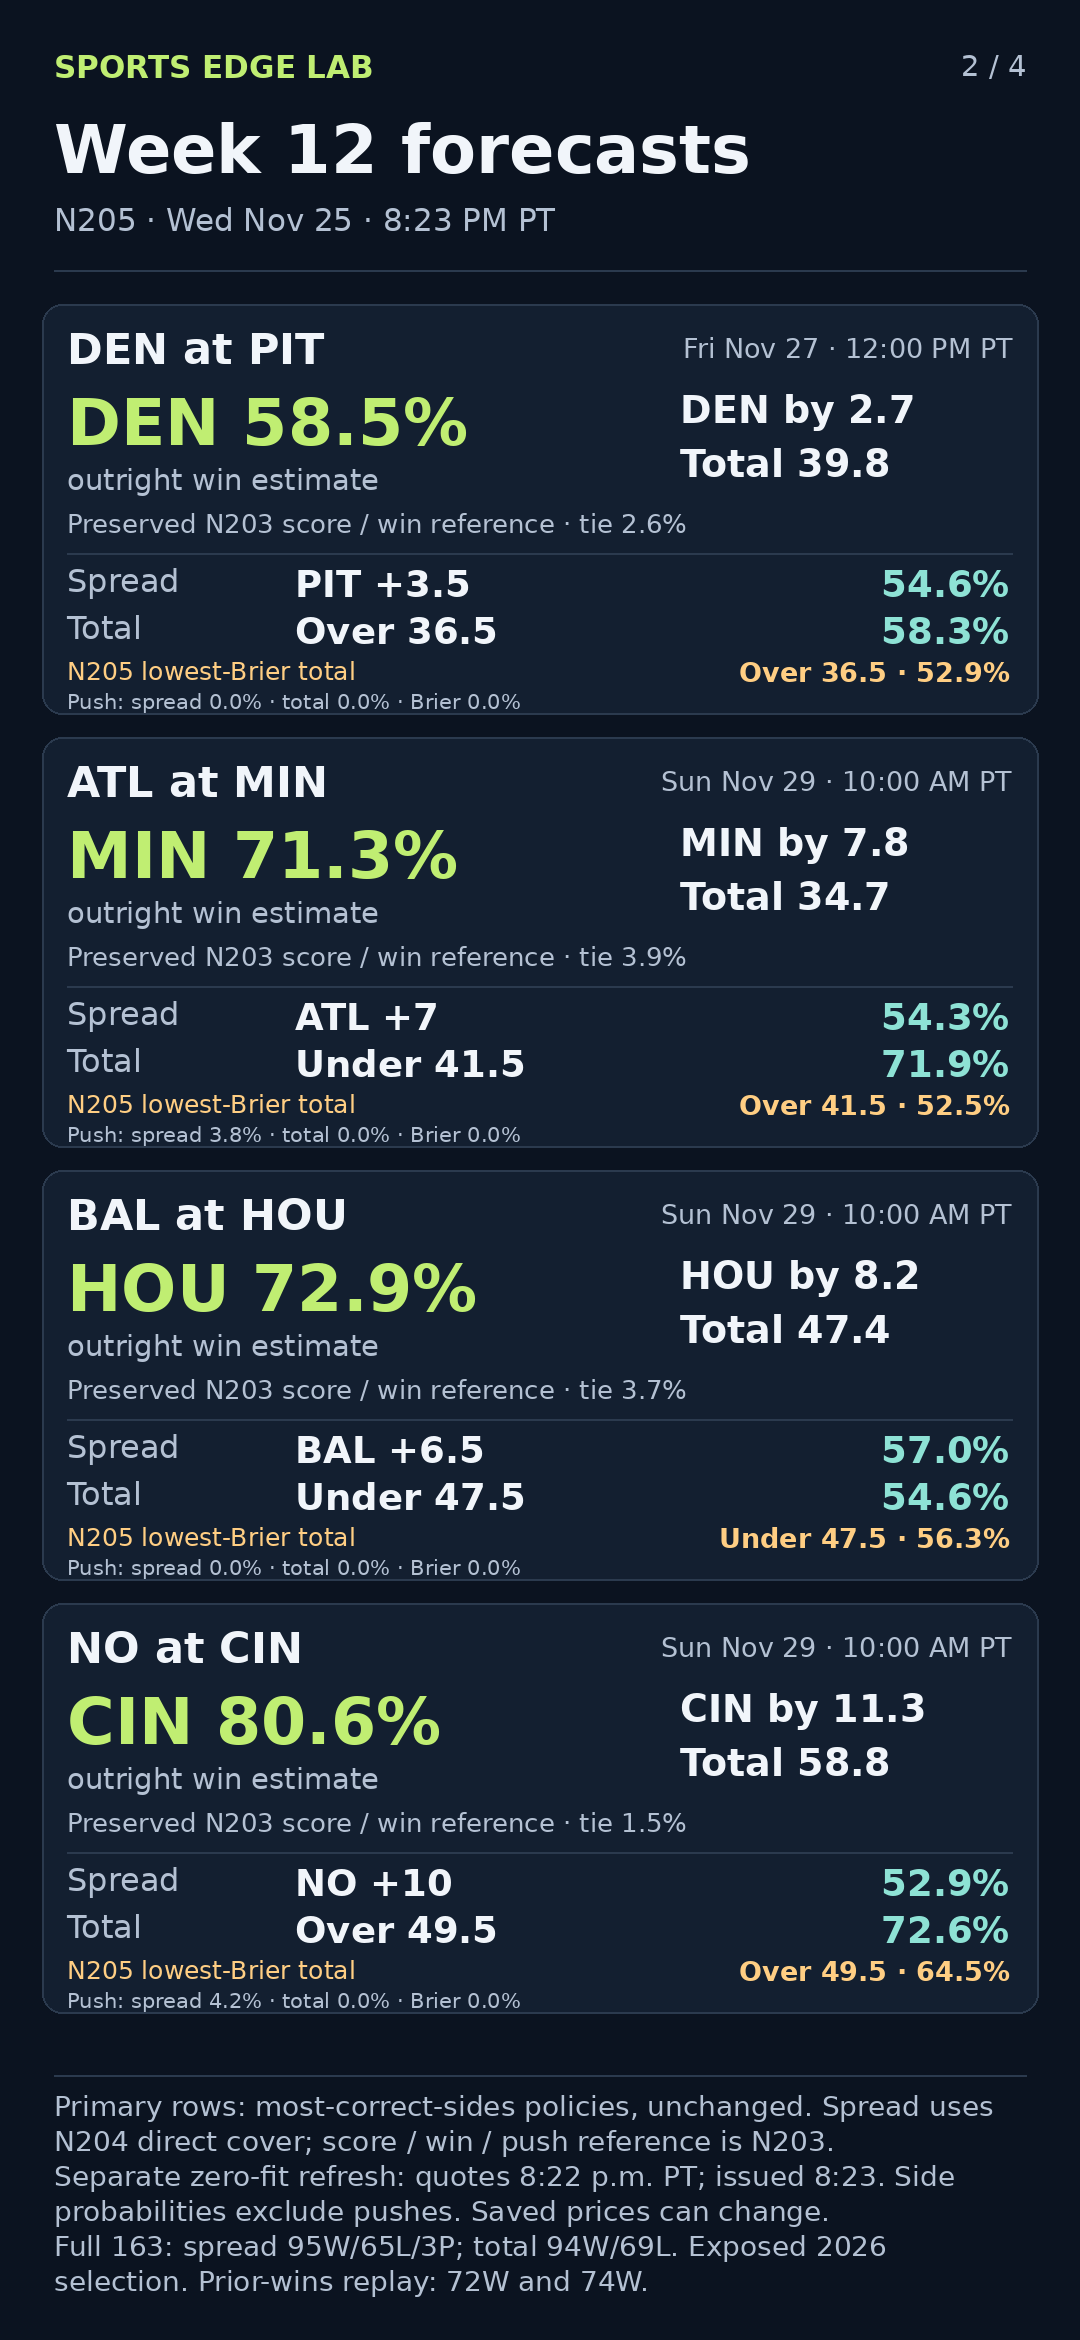 SPORTS EDGE LAB
2 / 4
Week 12 forecasts
N205 · Wed Nov 25 · 8:23 PM PT
DEN at PIT
Fri Nov 27 · 12:00 PM PT
DEN 58.5%
DEN by 2.7
Total 39.8
outright win estimate
Preserved N203 score / win reference · tie 2.6%
Spread PIT +3.5 54.6%
Total Over 36.5 58.3%
N205 lowest-Brier total Over 36.5 · 52.9%
Push: spread 0.0% · total 0.0% · Brier 0.0%
ATL at MIN
Sun Nov 29 · 10:00 AM PT
MIN 71.3%
MIN by 7.8
Total 34.7
outright win estimate
Preserved N203 score / win reference · tie 3.9%
Spread ATL +7 54.3%
Total Under 41.5 71.9%
N205 lowest-Brier total Over 41.5 · 52.5%
Push: spread 3.8% · total 0.0% · Brier 0.0%
BAL at HOU
Sun Nov 29 · 10:00 AM PT
HOU 72.9%
HOU by 8.2
Total 47.4
outright win estimate
Preserved N203 score / win reference · tie 3.7%
Spread BAL +6.5 57.0%
Total Under 47.5 54.6%
N205 lowest-Brier total Under 47.5 · 56.3%
Push: spread 0.0% · total 0.0% · Brier 0.0%
NO at CIN
Sun Nov 29 · 10:00 AM PT
CIN 80.6%
CIN by 11.3
Total 58.8
outright win estimate
Preserved N203 score / win reference · tie 1.5%
Spread NO +10 52.9%
Total Over 49.5 72.6%
N205 lowest-Brier total Over 49.5 · 64.5%
Push: spread 4.2% · total 0.0% · Brier 0.0%
Primary rows: most-correct-sides policies, unchanged. Spread uses
N204 direct cover; score / win / push reference is N203.
Separate zero-fit refresh: quotes 8:22 p.m. PT; issued 8:23. Side
probabilities exclude pushes. Saved prices can change.
Full 163: spread 95W/65L/3P; total 94W/69L. Exposed 2026
selection. Prior-wins replay: 72W and 74W.